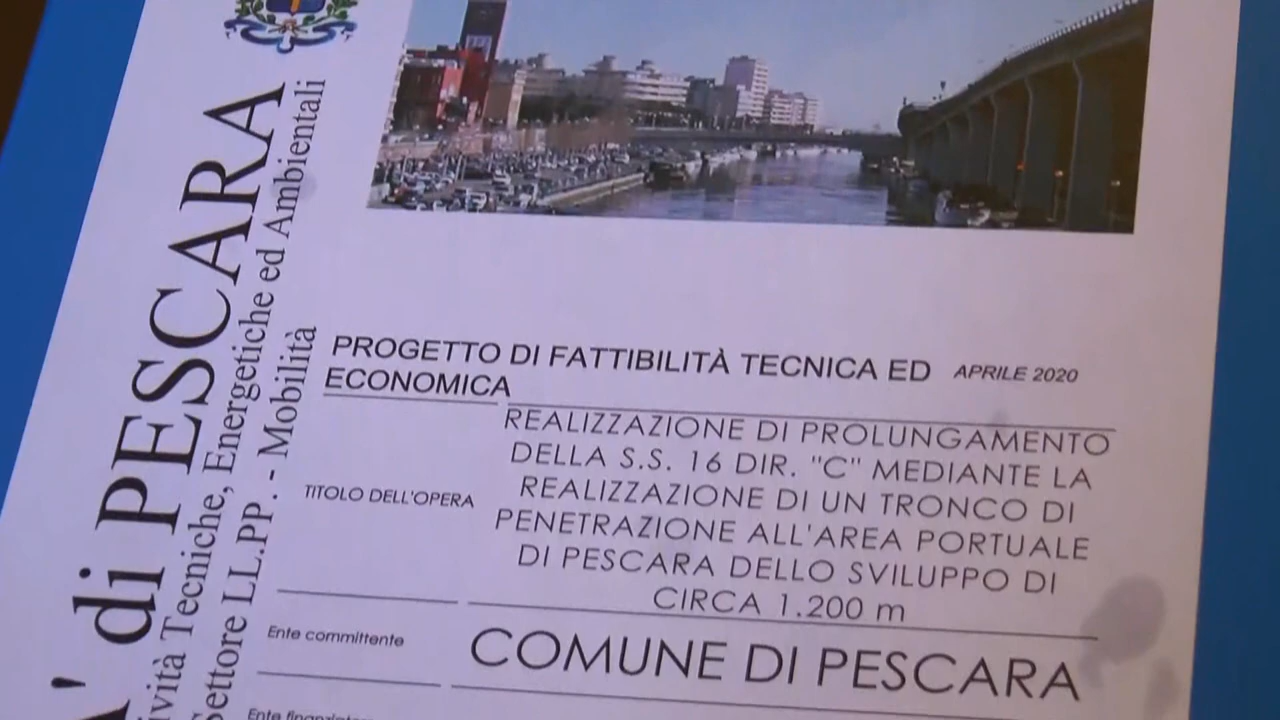 A' di PESCARA
ività Tecniche, Energetiche ed Ambientali
Settore LL.PP. - Mobilità
PROGETTO DI FATTIBILITÀ TECNICA ED
ECONOMICA
APRILE 2020
TITOLO DELL'OPERA
REALIZZAZIONE DI PROLUNGAMENTO
DELLA S.S. 16 DIR. "C" MEDIANTE LA
REALIZZAZIONE DI UN TRONCO DI
PENETRAZIONE ALL'AREA PORTUALE
DI PESCARA DELLO SVILUPPO DI
CIRCA 1.200 m
Ente committente
COMUNE DI PESCARA
Ente